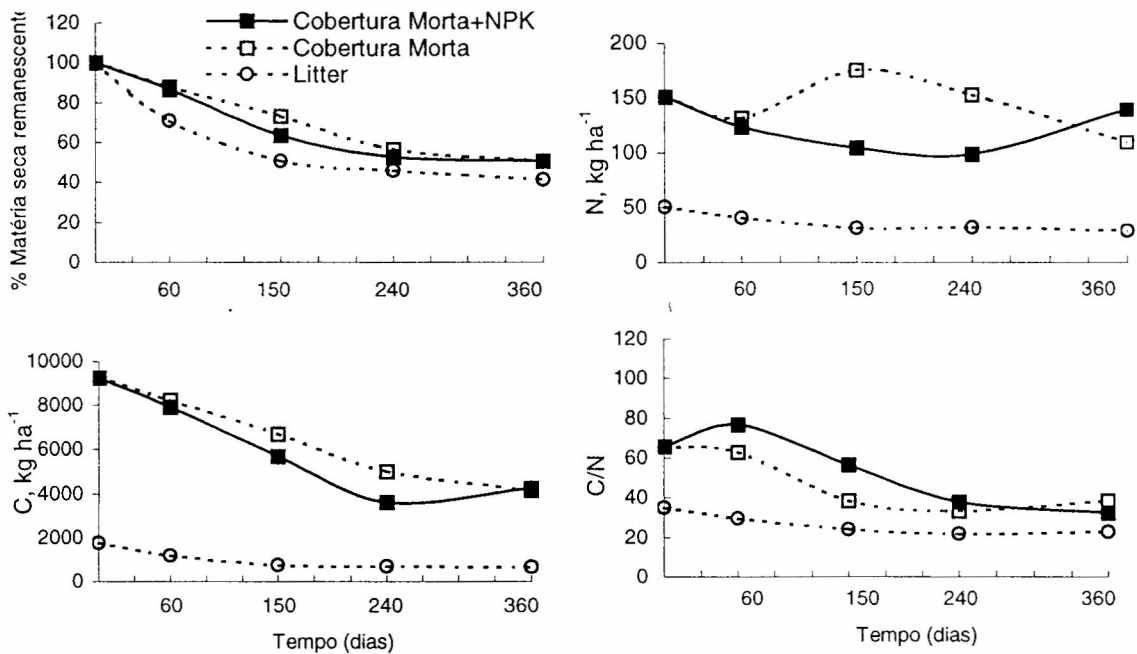 % Matéria seca remanescente
120
100
80
60
40
20
0
60 150 240 360
Cobertura Morta+NPK
Cobertura Morta
Litter
N, kg ha⁻¹
200
150
100
50
0
60 150 240 360
C, kg ha⁻¹
10000
8000
6000
4000
2000
0
60 150 240 360
Tempo (dias)
C/N
120
100
80
60
40
20
0
60 150 240 360
Tempo (dias)